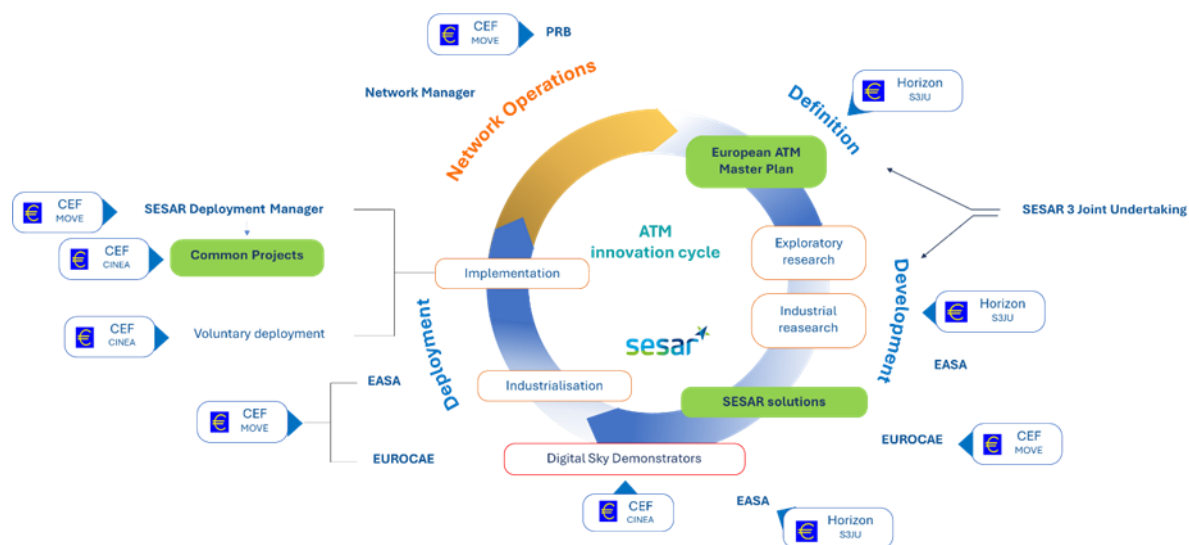 CEF
MOVE
PRB
Network Manager
Network Operations
Definition
Horizon
S3JU
European ATM
Master Plan
CEF
MOVE
SESAR Deployment Manager
SESAR 3 Joint Undertaking
CEF
CINEA
Common Projects
ATM
innovation cycle
Exploratory
research
Implementation
Development
Industrial
reasearch
Horizon
S3JU
CEF
CINEA
Voluntary deployment
Deployment
sesar
EASA
EASA
Industrialisation
SESAR solutions
CEF
MOVE
EUROCAE
CEF
MOVE
EUROCAE
Digital Sky Demonstrators
CEF
CINEA
EASA
Horizon
S3JU